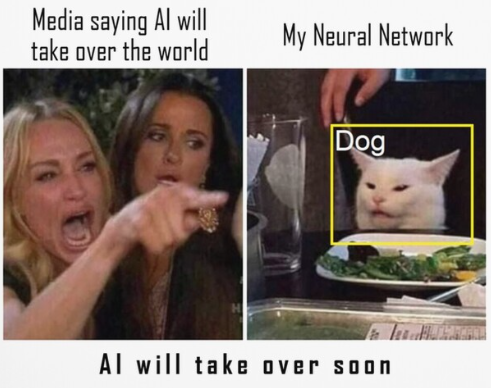 Media saying AI will
take over the world
My Neural Network
Dog
AI will take over soon